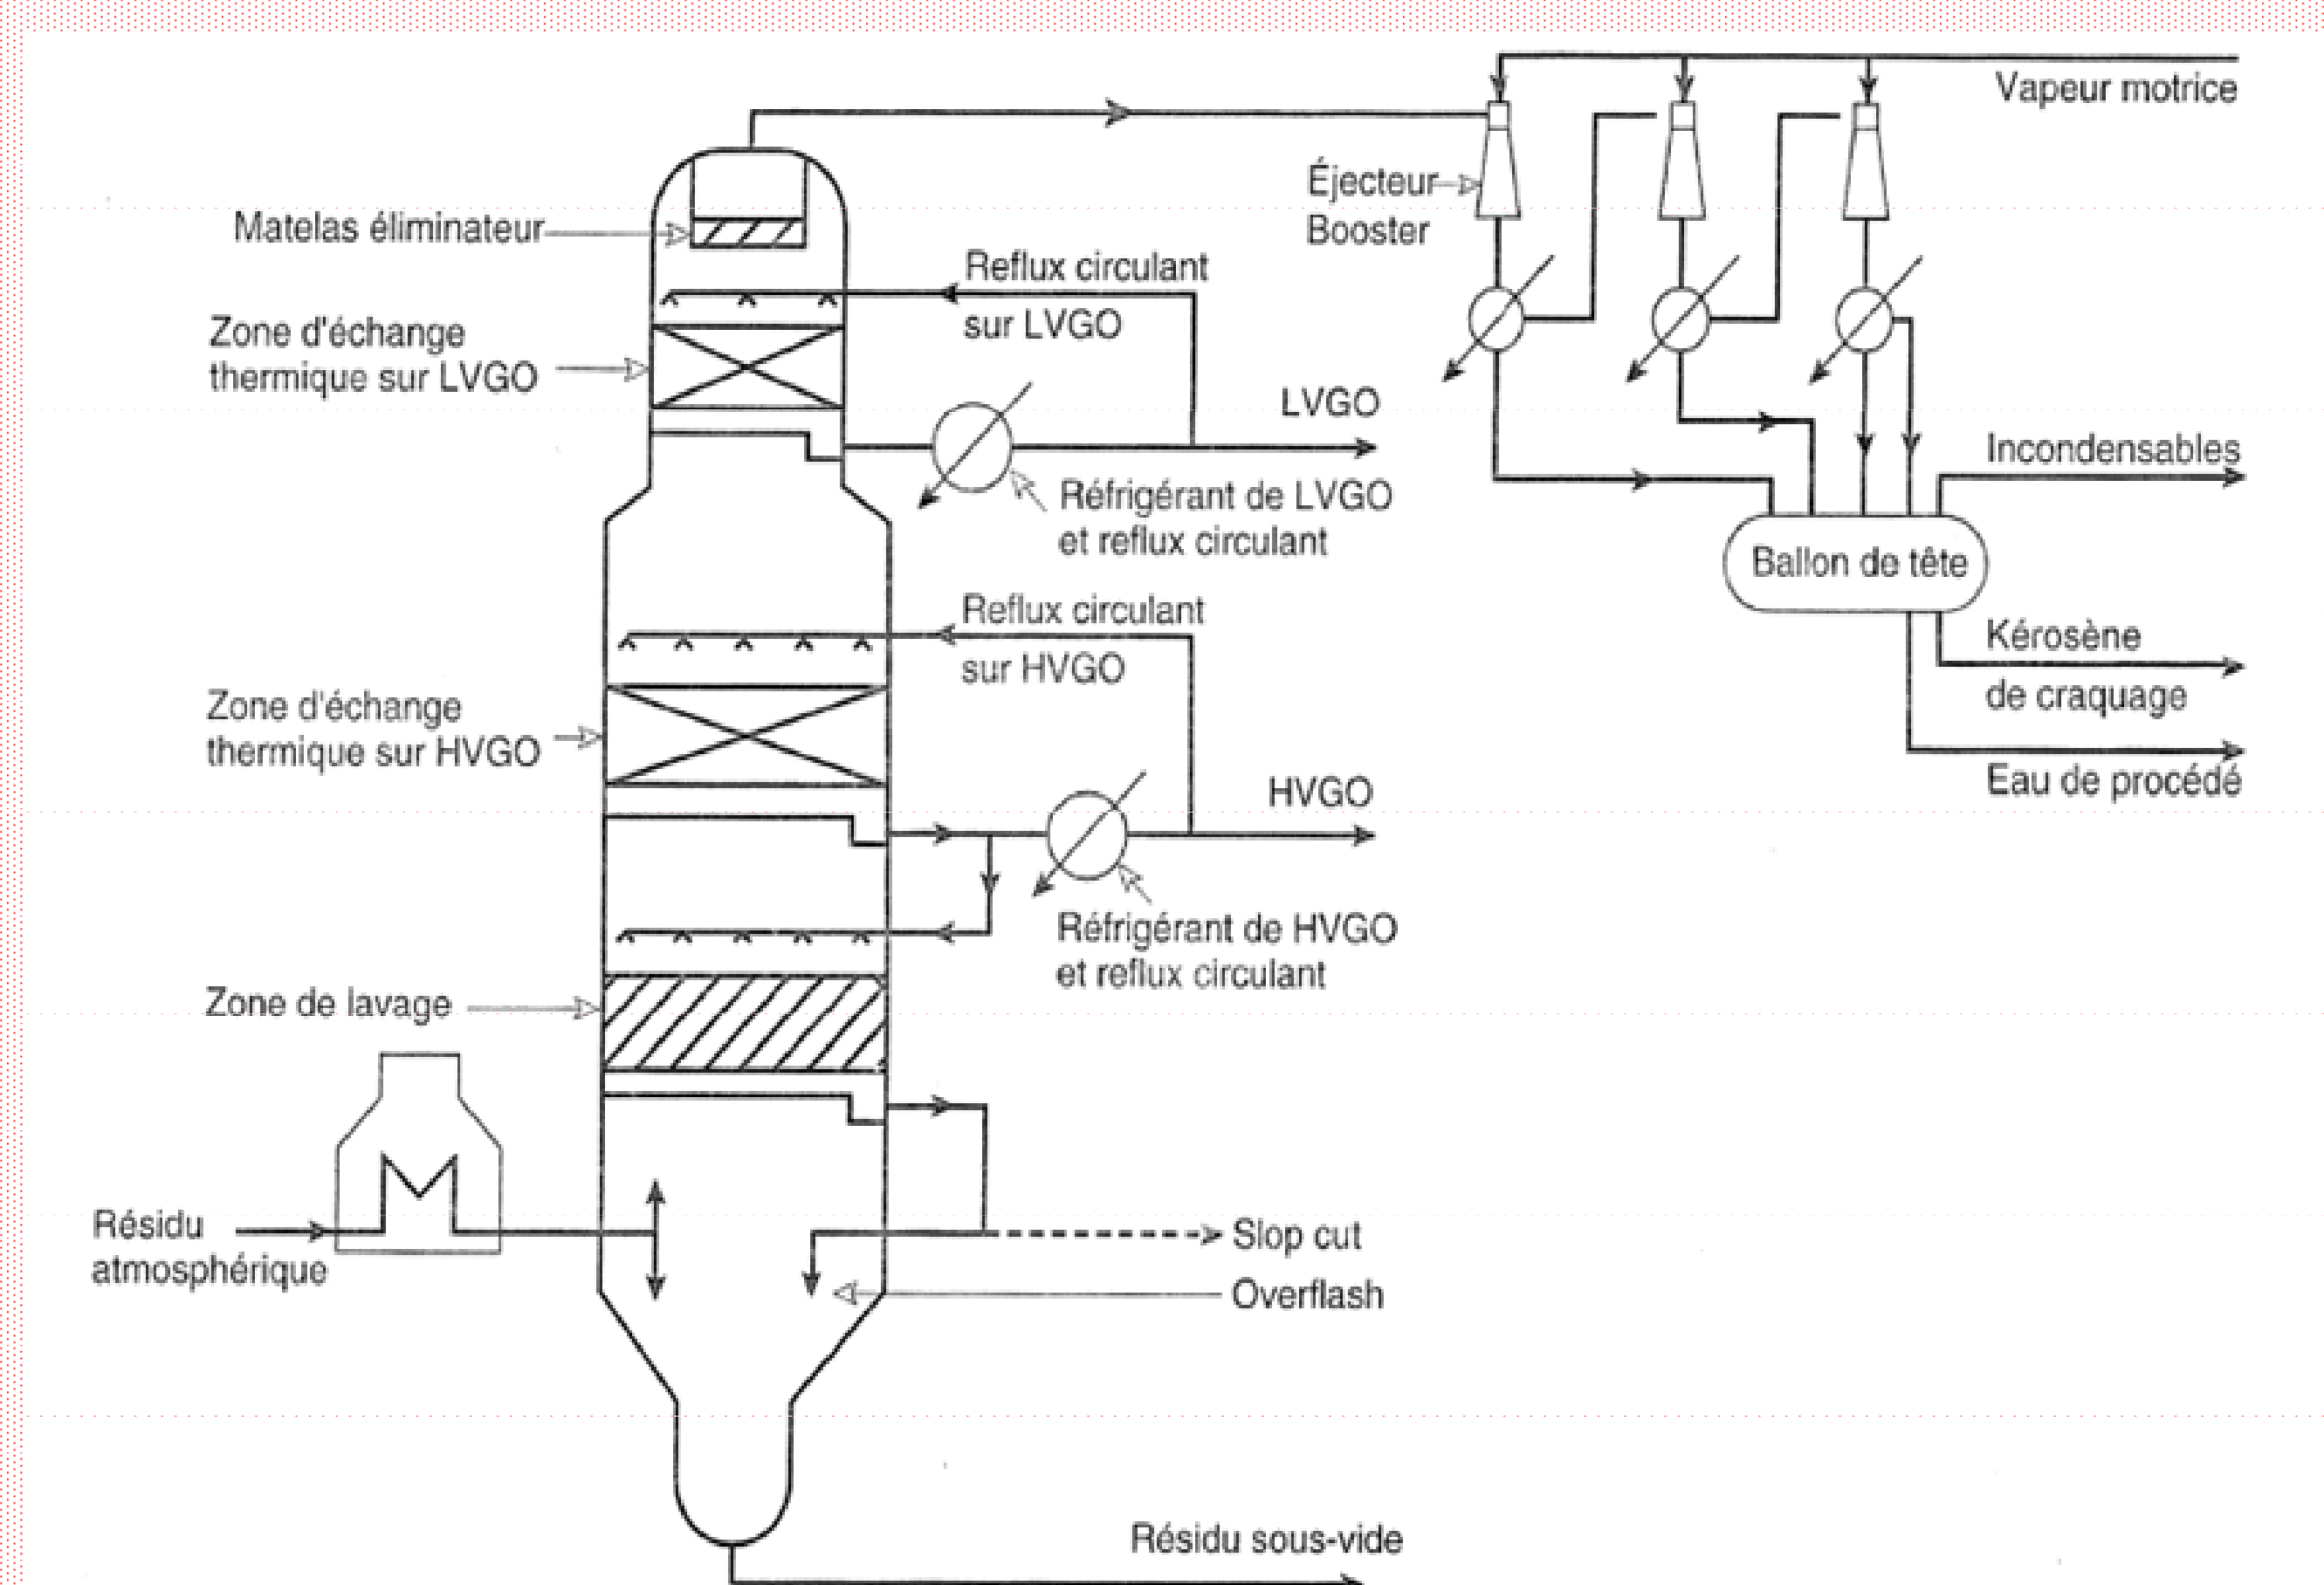 Vapeur motrice
Éjecteur
Booster
Matelas éliminateur
Reflux circulant
sur LVGO
Zone d'échange
thermique sur LVGO
LVGO
Réfrigérant de LVGO
et reflux circulant
Incondensables
Ballon de tête
Kérosène
de craquage
Eau de procédé
Reflux circulant
sur HVGO
Zone d'échange
thermique sur HVGO
HVGO
Réfrigérant de HVGO
et reflux circulant
Zone de lavage
Résidu
atmosphérique
Slop cut
Overflash
Résidu sous-vide